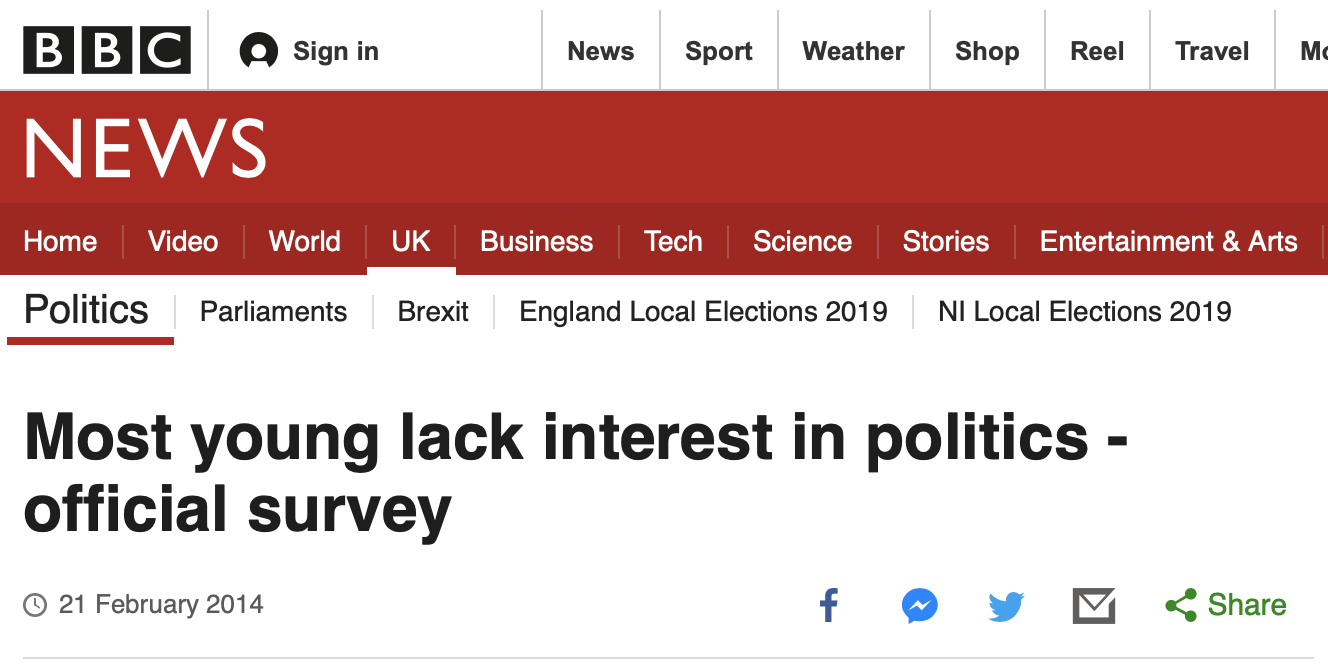 BBC Sign in News Sport Weather Shop Reel Travel
NEWS
Home Video World UK Business Tech Science Stories Entertainment & Arts
Politics Parliaments Brexit England Local Elections 2019 NI Local Elections 2019
Most young lack interest in politics -
official survey
21 February 2014 Share